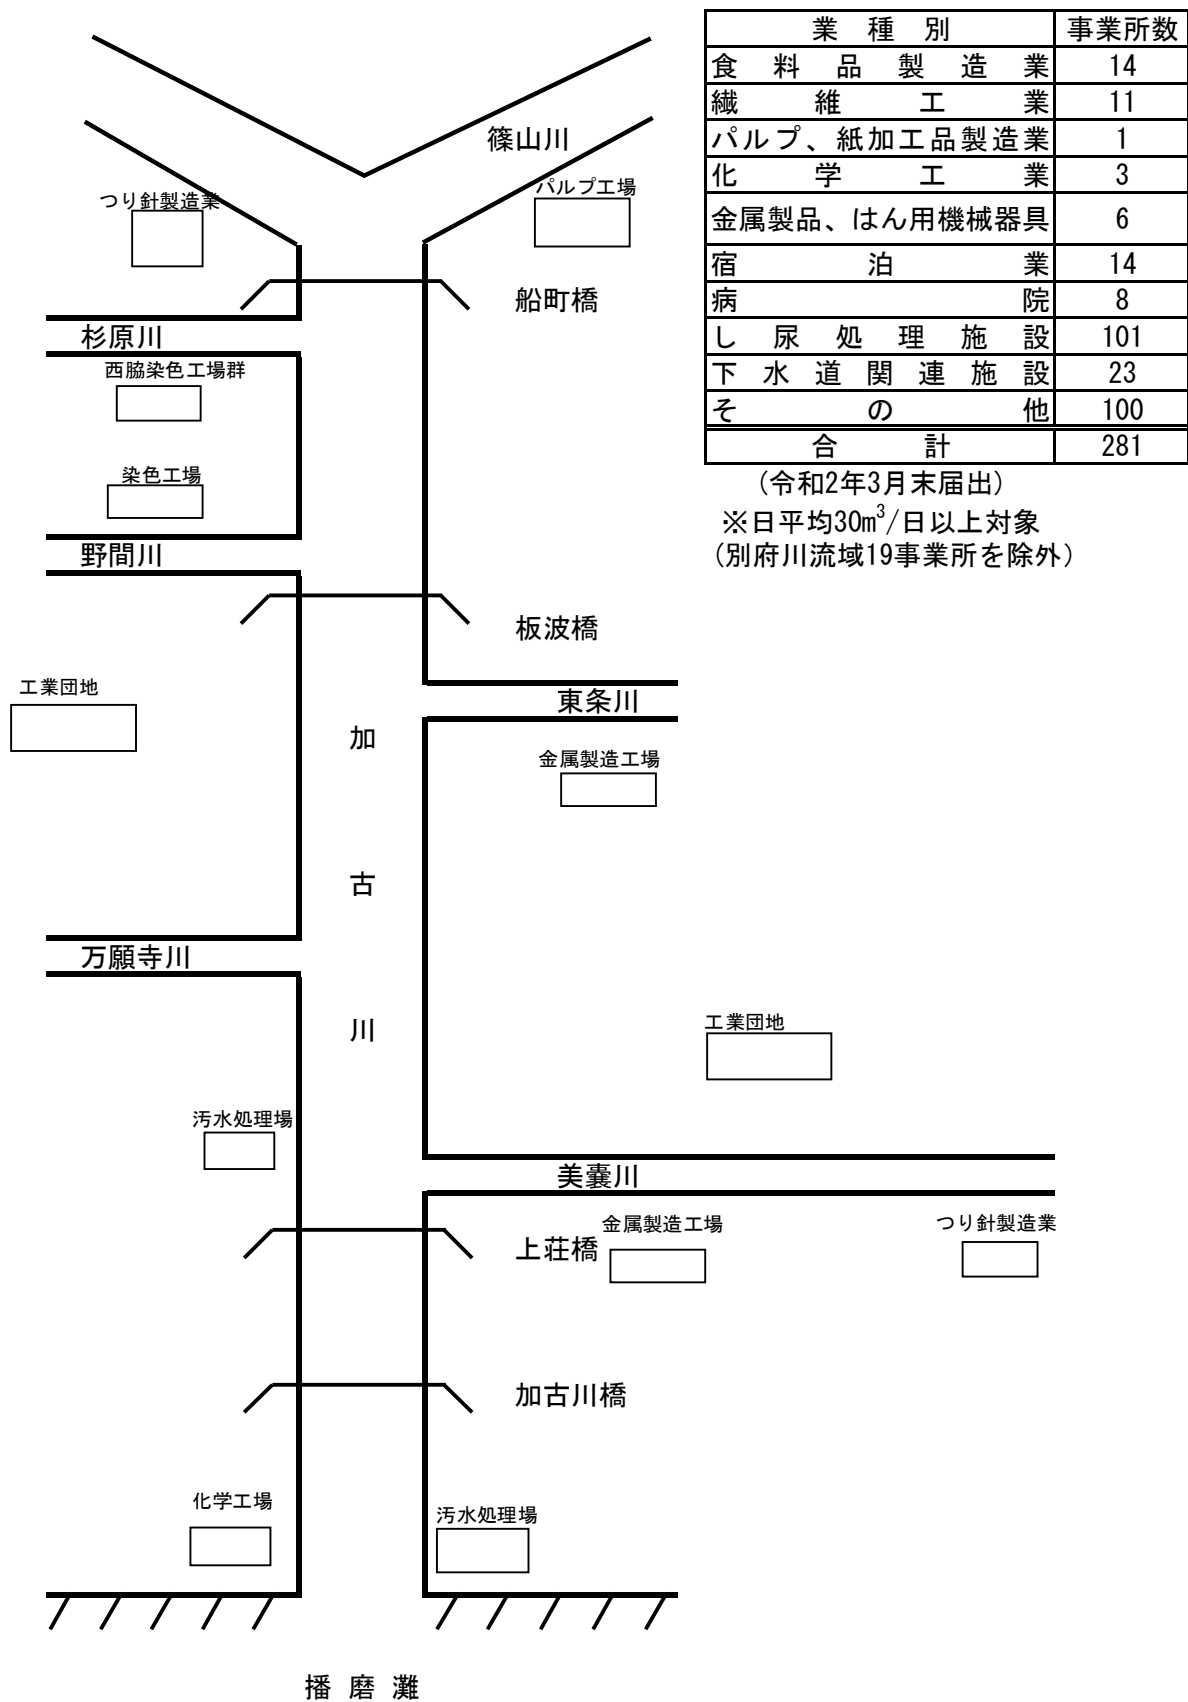 業種別 事業所数
食料品製造業 14
繊維工業 11
パルプ、紙加工品製造業 1
化学工業 3
金属製品、はん用機械器具 6
宿泊業 14
病院 8
し尿処理施設 101
下水道関連施設 23
その他 100
合計 281
(令和2年3月末届出)
※日平均30m³/日以上対象
(別府川流域19事業所を除外)
篠山川
つり針製造業
パルプ工場
船町橋
杉原川
西脇染色工場群
染色工場
野間川
板波橋
工業団地
東条川
加古川
金属製造工場
万願寺川
工業団地
汚水処理場
美嚢川
上荘橋
金属製造工場
つり針製造業
加古川橋
化学工場
汚水処理場
播磨灘